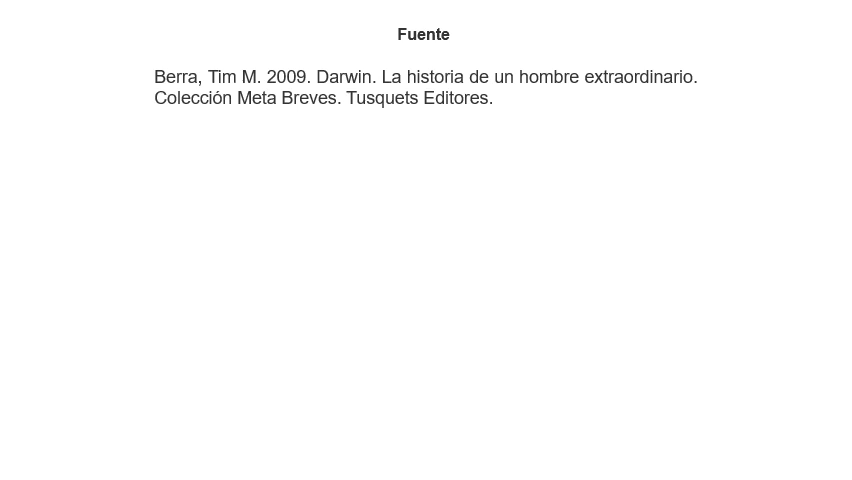 Fuente
Berra, Tim M. 2009. Darwin. La historia de un hombre extraordinario.
Colección Meta Breves. Tusquets Editores.